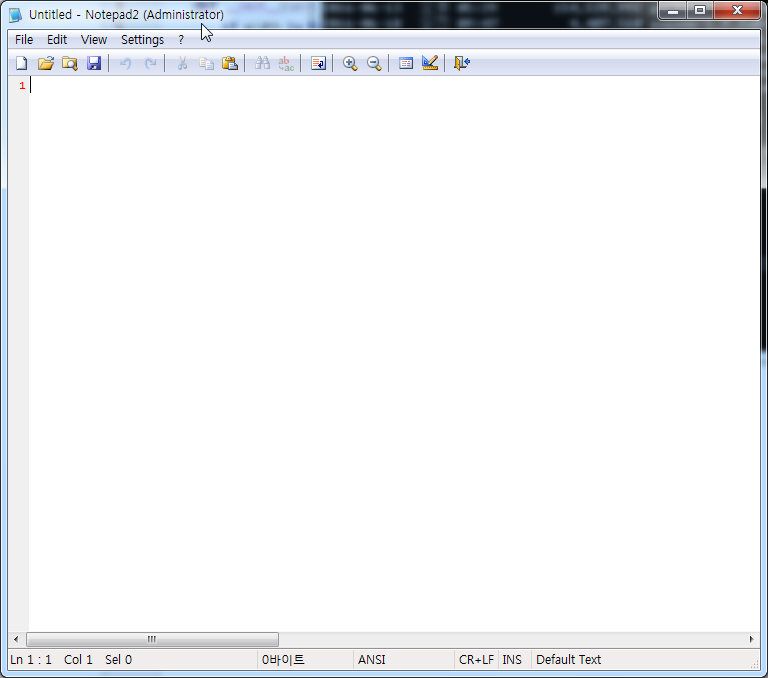 Untitled - Notepad2 (Administrator)
File Edit View Settings ?
1
Ln 1 : 1 Col 1 Sel 0 0바이트 ANSI CR+LF INS Default Text